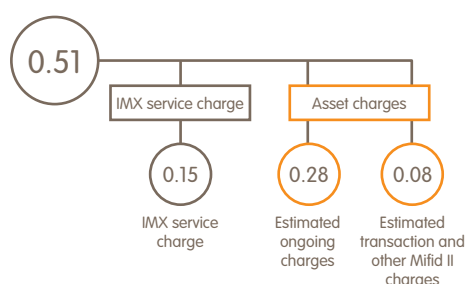 0.51
IMX service charge
Asset charges
0.15
0.28
0.08
IMX service
charge
Estimated
ongoing
charges
Estimated
transaction and
other Mifid II
charges